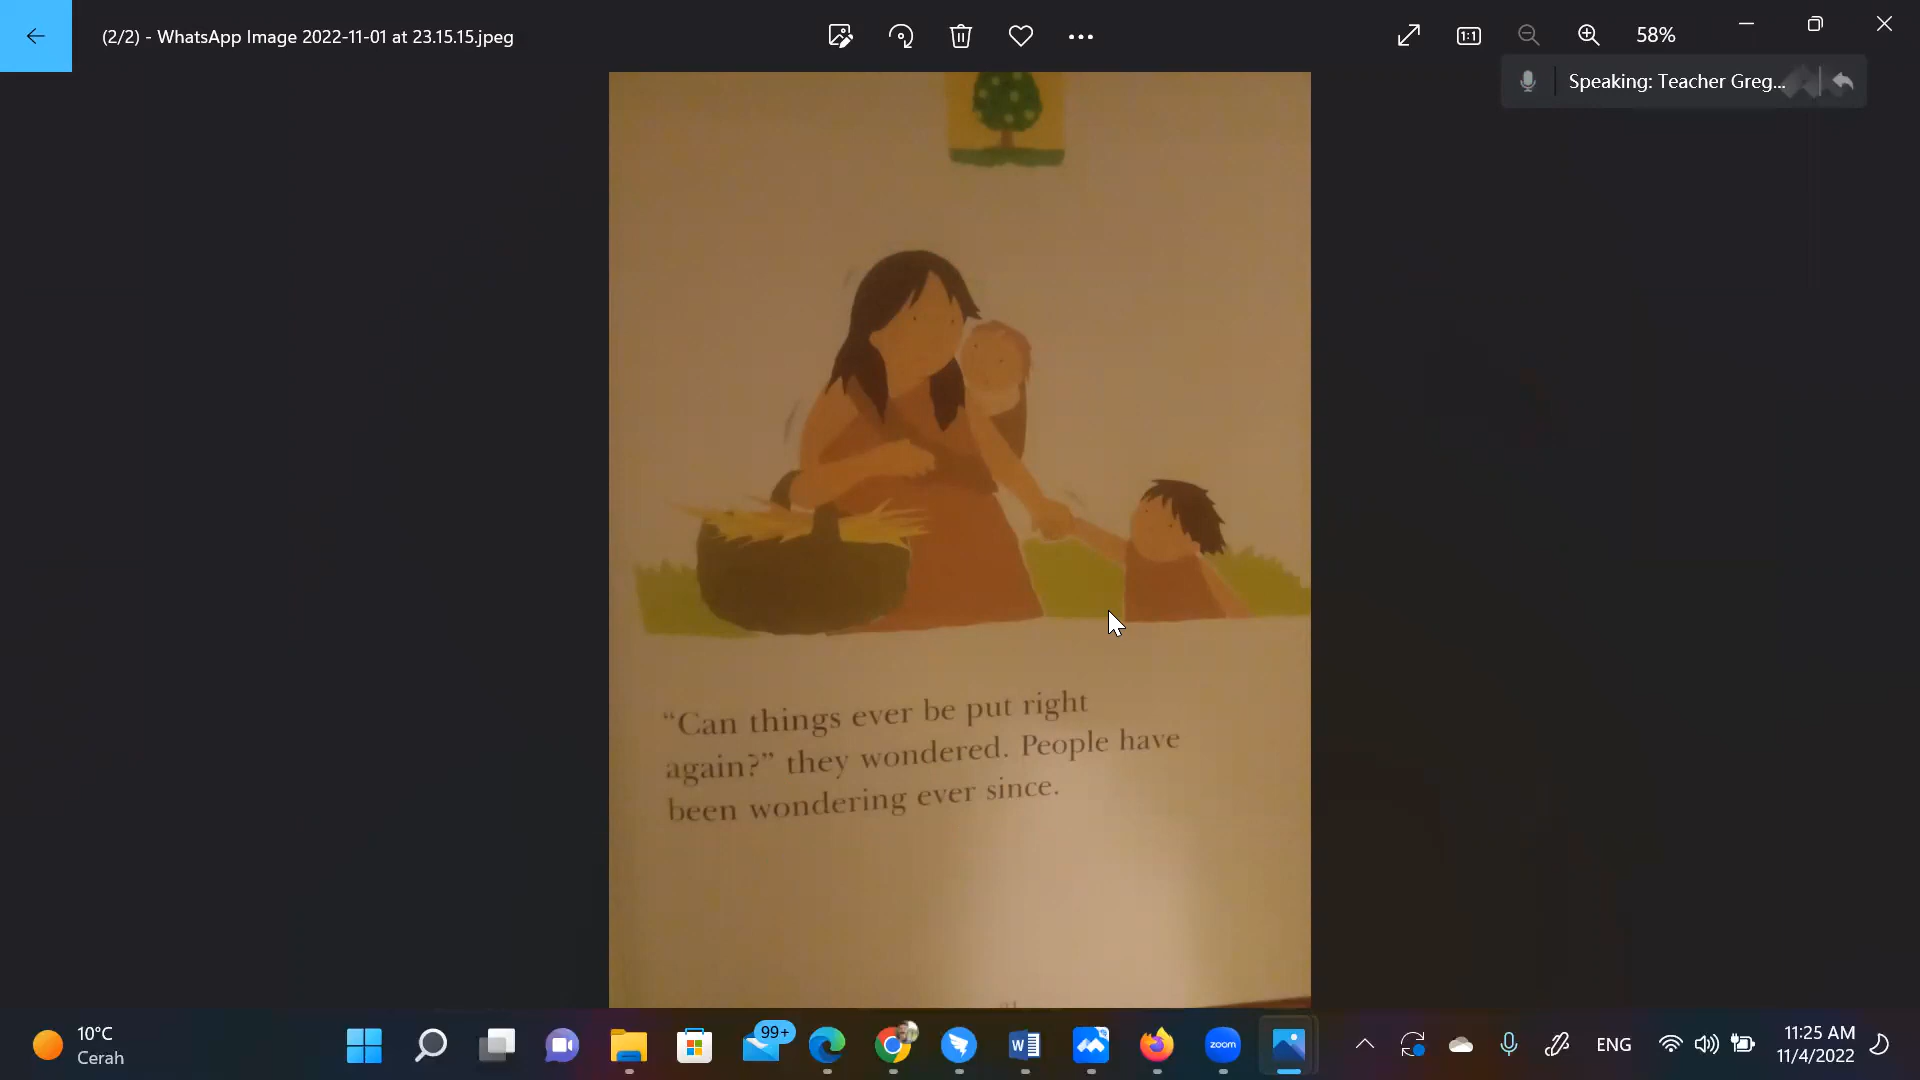 (2/2) - WhatsApp Image 2022-11-01 at 23.15.15.jpeg
58%
Speaking: Teacher Greg...
“Can things ever be put right
again?” they wondered. People have
been wondering ever since.
10°C
Cerah
99+
zoom
ENG
11:25 AM
11/4/2022